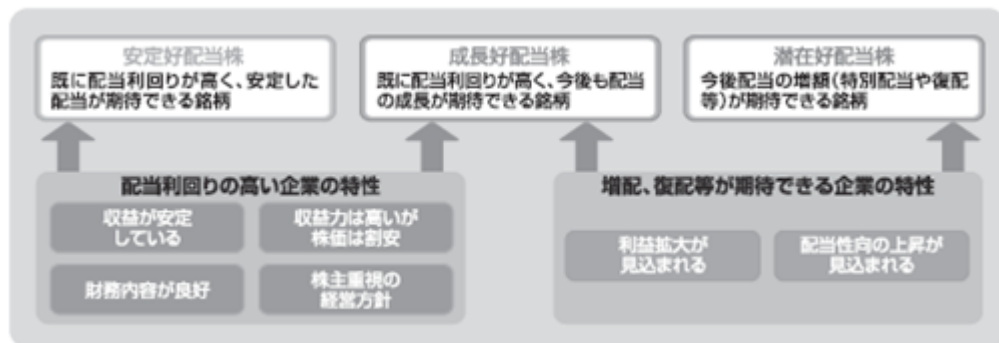 安定好配当株
既に配当利回りが高く、安定した
配当が期待できる銘柄
成長好配当株
既に配当利回りが高く、今後も配当
の成長が期待できる銘柄
潜在好配当株
今後配当の増額(特別配当や復配
等)が期待できる銘柄
配当利回りの高い企業の特性
収益が安定
している
収益力は高いが
株価は割安
財務内容が良好
株主重視の
経営方針
増配、復配等が期待できる企業の特性
利益拡大が
見込まれる
配当性向の上昇が
見込まれる